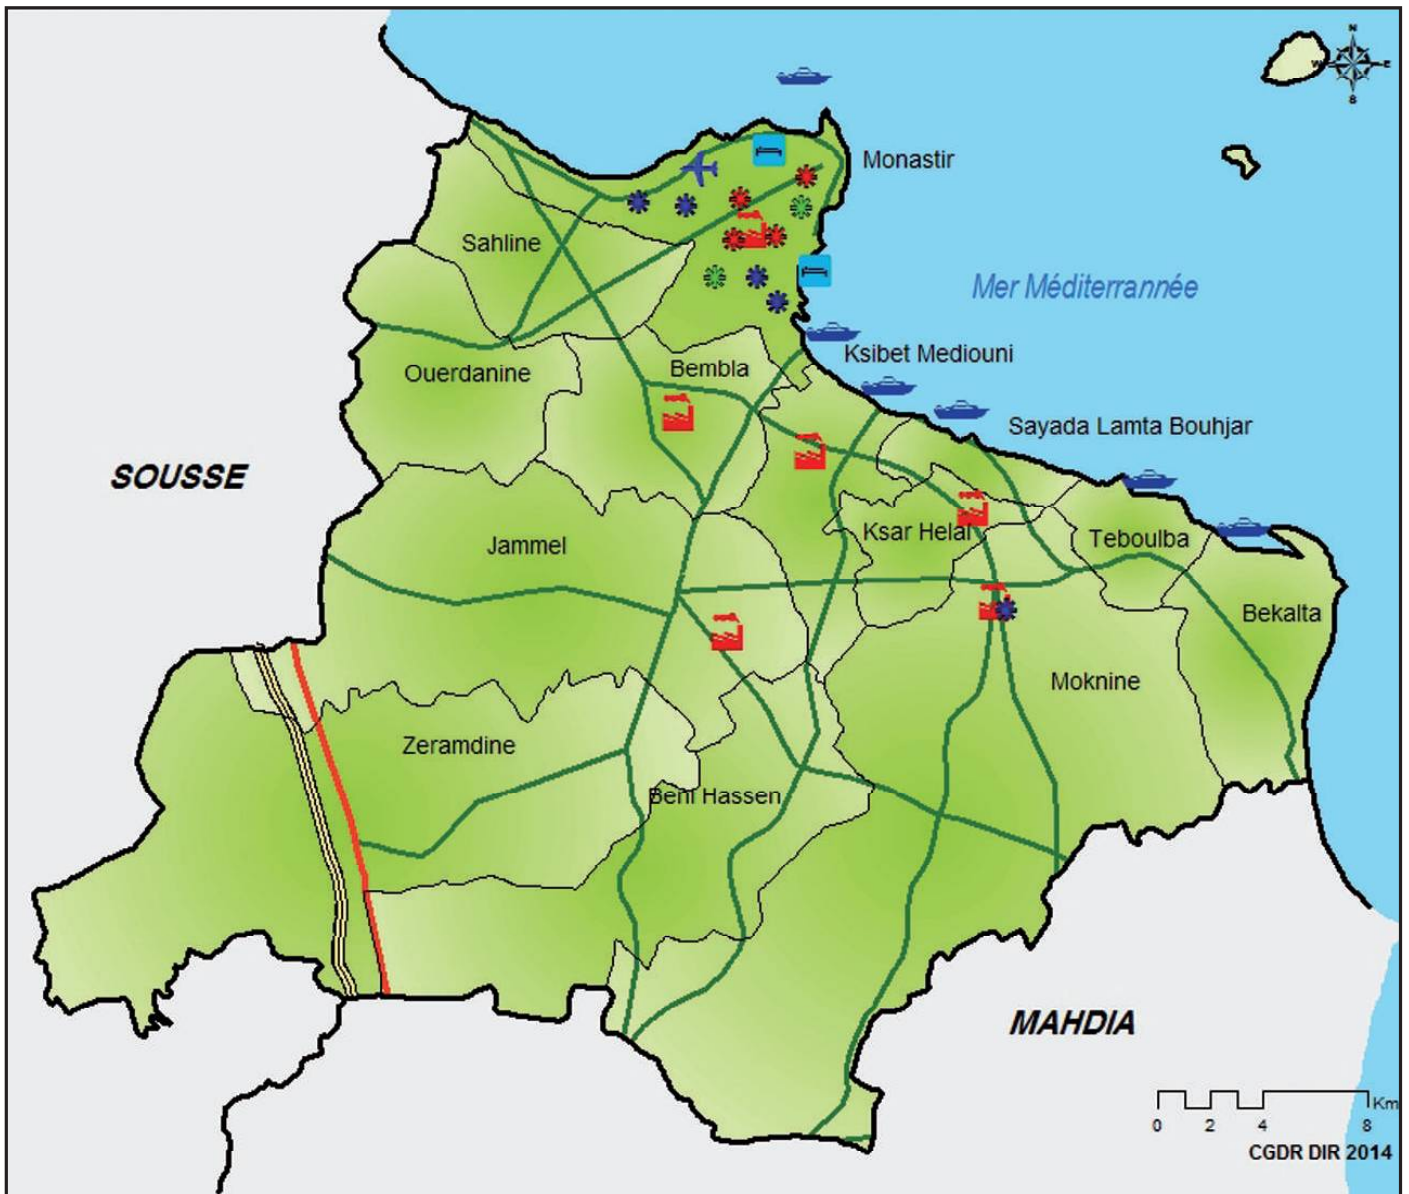 N
W
E
S
Monastir
Sahline
Mer Méditerrannée
Ksibet Mediouni
Bembla
Ouerdanine
Sayada Lamta Bouhjar
SOUSSE
Ksar Helal
Teboulba
Jammel
Bekalta
Moknine
Zeramdine
Beni Hassen
MAHDIA
Km
0 2 4 8
CGDR DIR 2014